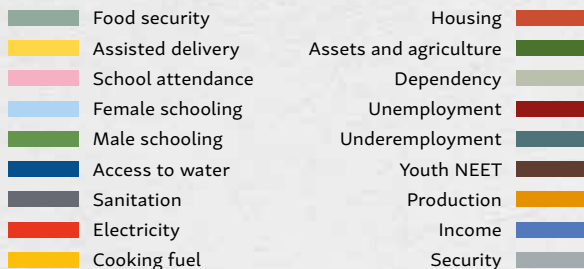 Food security
Assisted delivery
School attendance
Female schooling
Male schooling
Access to water
Sanitation
Electricity
Cooking fuel
Housing
Assets and agriculture
Dependency
Unemployment
Underemployment
Youth NEET
Production
Income
Security